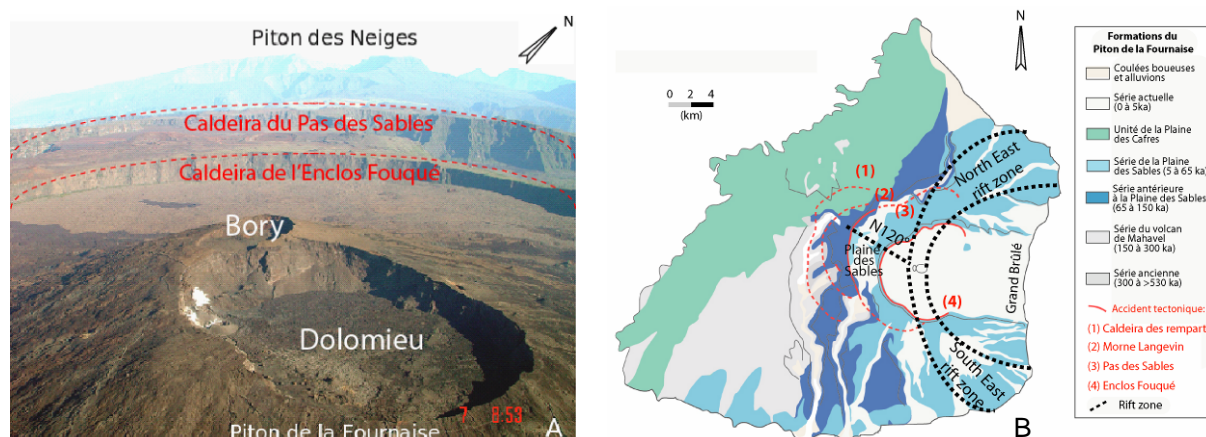 N
Piton des Neiges
Caldeira du Pas des Sables
Caldeira de l'Enclos Fouqué
Bory
Dolomieu
7 8:53
Piton de la Fournaise
A
N
0 2 4
(km)
(1)
(2)
(3)
North East
rift zone
N120°
Plaine
des
Sables
Grand Brûlé
(4)
South East
rift zone
B
Formations du
Piton de la Fournaise
Coulées boueuses
et alluvions
Série actuelle
(0 à 5ka)
Unité de la Plaine
des Cafres
Série de la Plaine
des Sables (5 à 65 ka)
Série antérieure
à la Plaine des Sables
(65 à 150 ka)
Série du volcan
de Mahavel
(150 à 300 ka)
Série ancienne
(300 à >530 ka)
Accident tectonique:
(1) Caldeira des rempart
(2) Morne Langevin
(3) Pas des Sables
(4) Enclos Fouqué
Rift zone